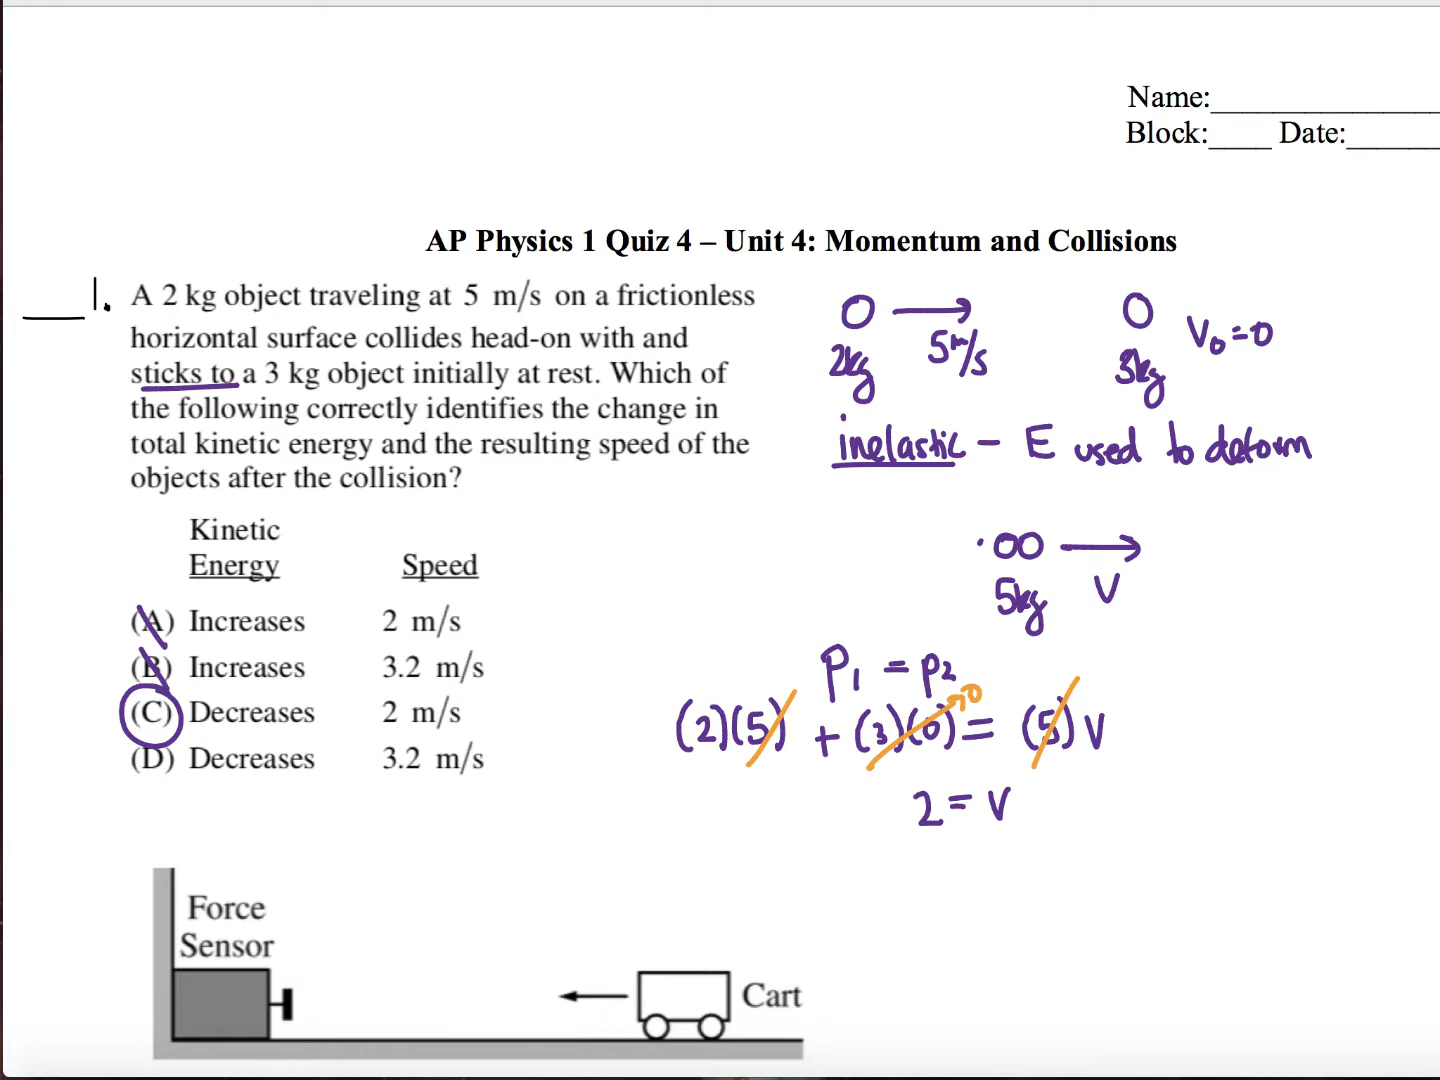 Name:
Block: Date:
AP Physics 1 Quiz 4 – Unit 4: Momentum and Collisions
1. A 2 kg object traveling at 5 m/s on a frictionless
horizontal surface collides head-on with and
sticks to a 3 kg object initially at rest. Which of
the following correctly identifies the change in
total kinetic energy and the resulting speed of the
objects after the collision?
Kinetic
Energy Speed
(A) Increases 2 m/s
(B) Increases 3.2 m/s
(C) Decreases 2 m/s
(D) Decreases 3.2 m/s
5m/s V₀=0
2kg 3kg
inelastic – E used to deform
5kg V
P₁ = P₂
(2)(5) + (3)(0) = (5)V
0
2 = V
Force
Sensor
Cart